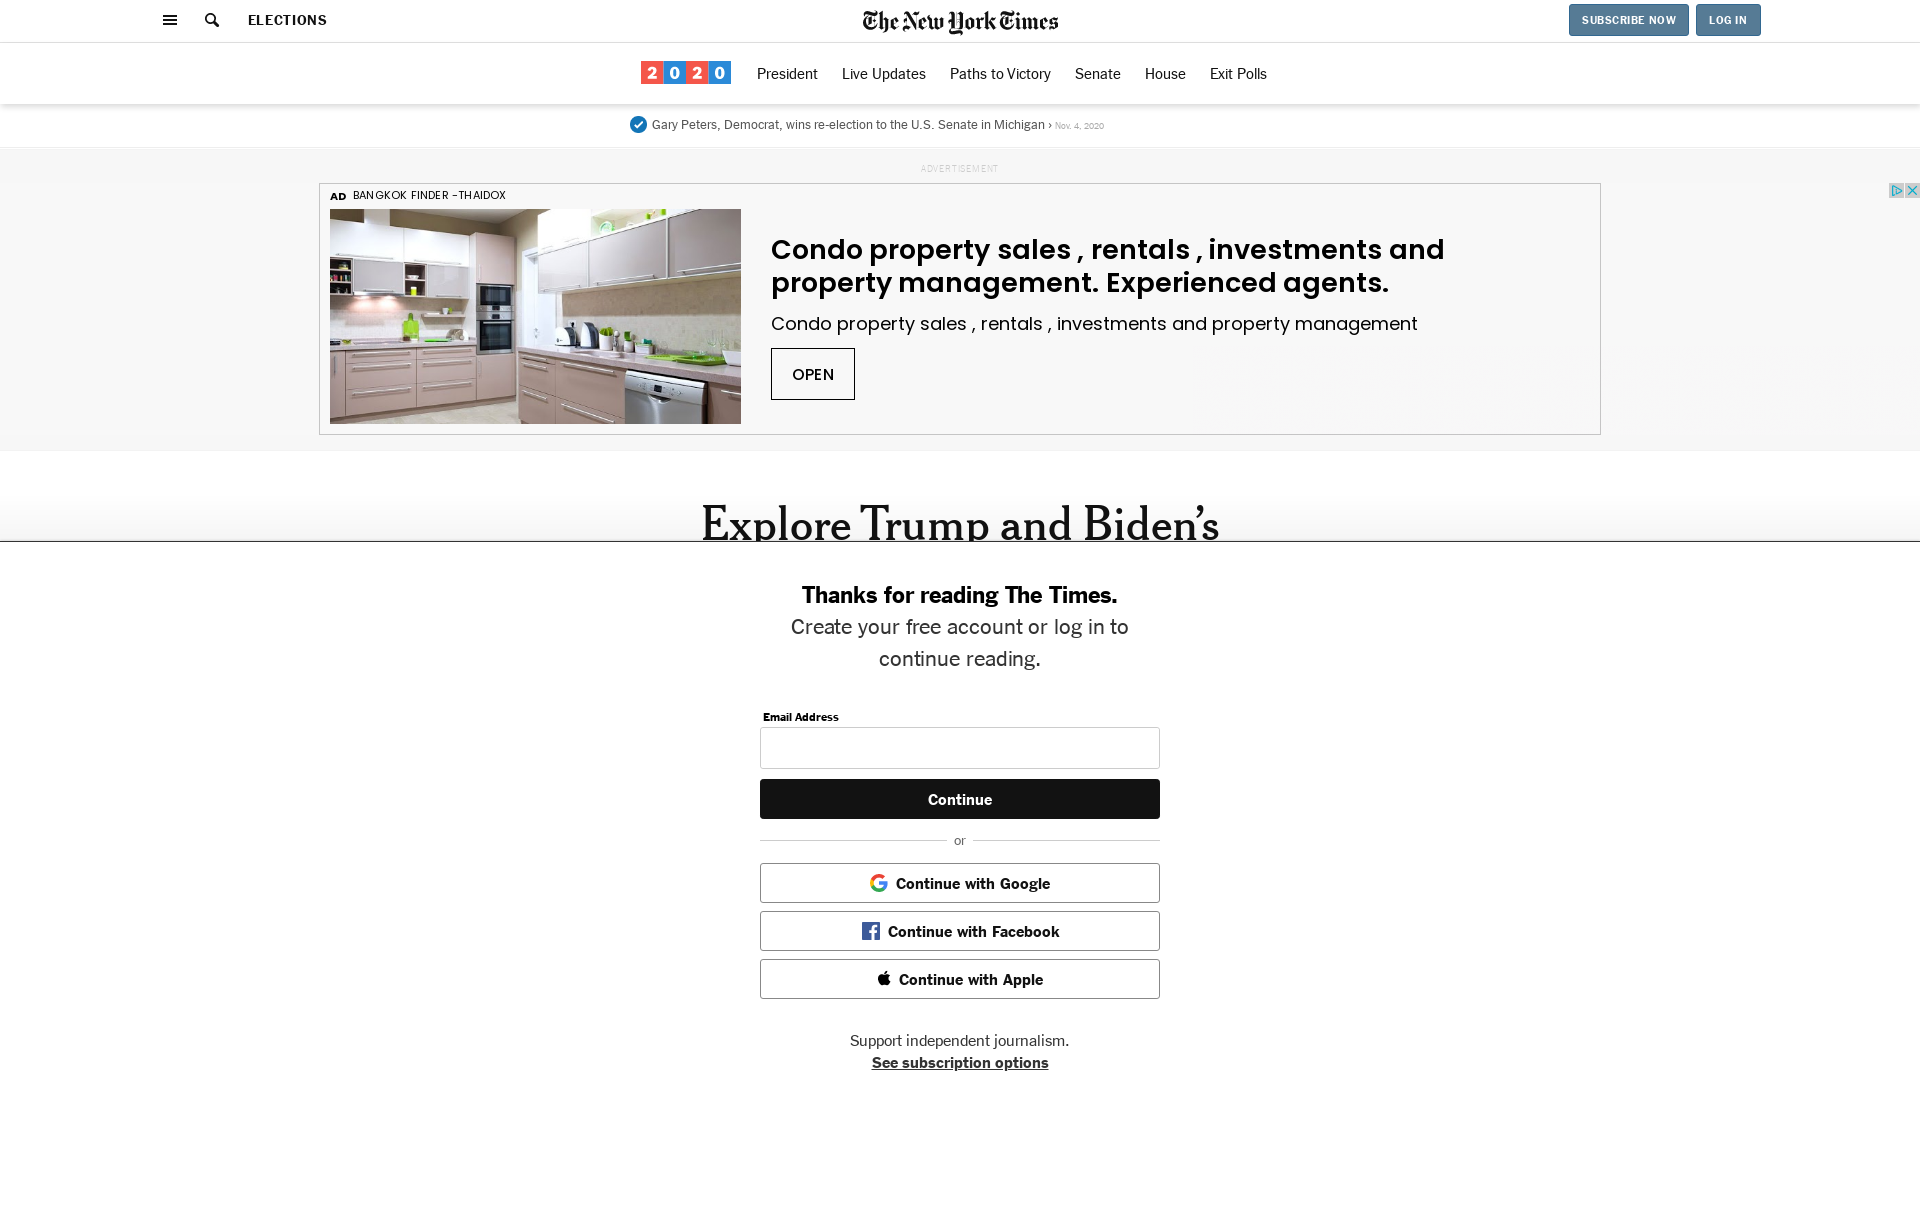 ELECTIONS
The New York Times
SUBSCRIBE NOW
LOG IN
2020
President
Live Updates
Paths to Victory
Senate
House
Exit Polls
Gary Peters, Democrat, wins re-election to the U.S. Senate in Michigan › Nov. 4, 2020
ADVERTISEMENT
AD BANGKOK FINDER -THAIDOX
Condo property sales , rentals , investments and
property management. Experienced agents.
Condo property sales , rentals , investments and property management
OPEN
Explore Trump and Biden’s
Thanks for reading The Times.
Create your free account or log in to
continue reading.
Email Address
Continue
or
Continue with Google
Continue with Facebook
Continue with Apple
Support independent journalism.
See subscription options